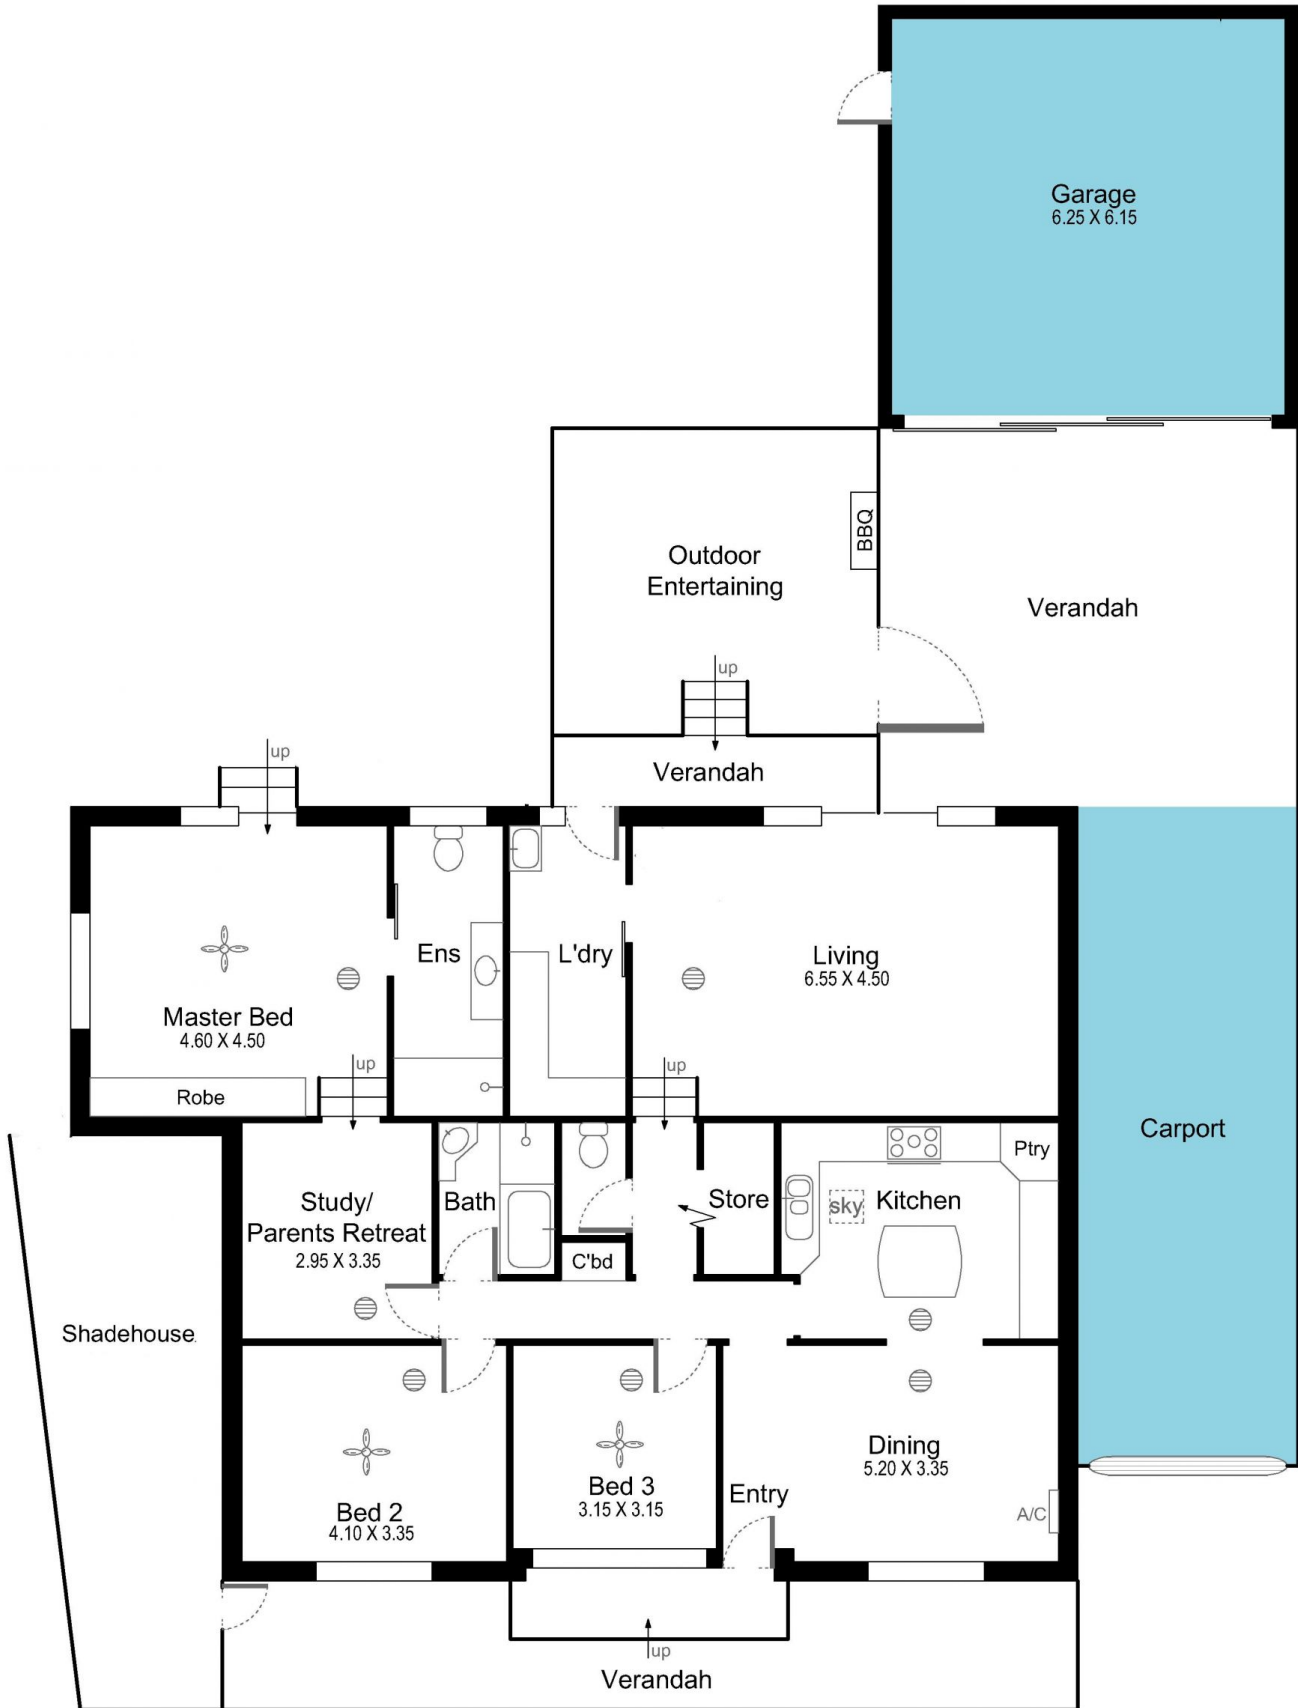 Garage
6.25 X 6.15
BBQ
Outdoor
Entertaining
Verandah
up
Verandah
up
Ens
L'dry
Living
6.55 X 4.50
Master Bed
4.60 X 4.50
up
up
Robe
Carport
Ptry
Study/
Parents Retreat
2.95 X 3.35
Bath
Store
sky
Kitchen
C'bd
Shadehouse
Dining
5.20 X 3.35
Bed 2
4.10 X 3.35
Bed 3
3.15 X 3.15
Entry
A/C
up
Verandah